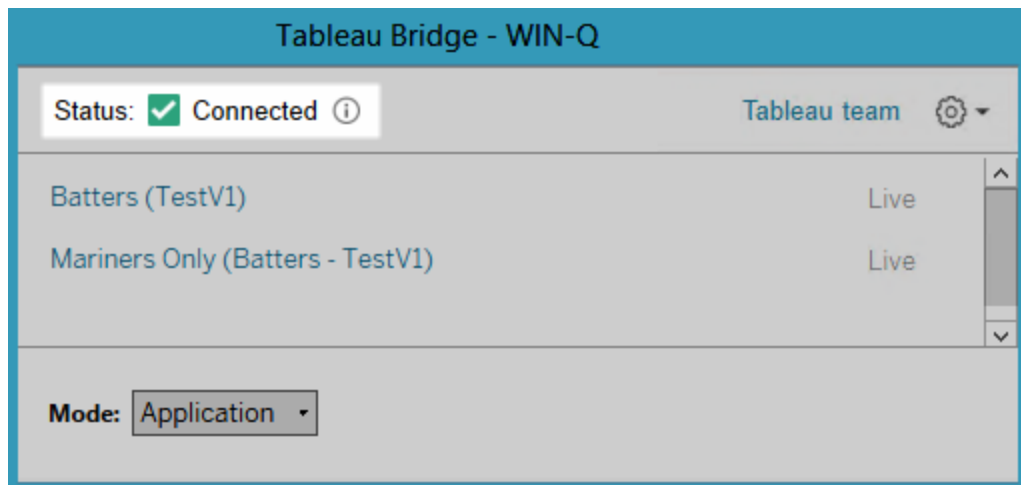 Tableau Bridge - WIN-Q
Status: Connected Tableau team
Batters (TestV1) Live
Mariners Only (Batters - TestV1) Live
Mode: Application